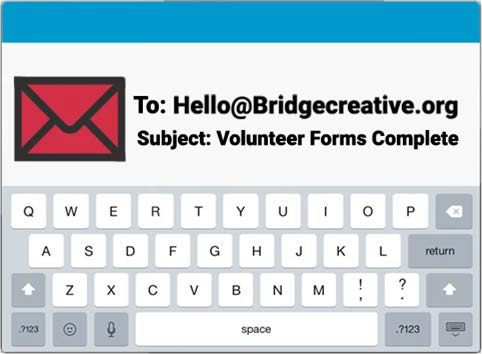 To: Hello@Bridgecreative.org
Subject: Volunteer Forms Complete
Q W E R T Y U I O P
A S D F G H J K L return
Z X C V B N M ! , ? .
.?123 space .?123